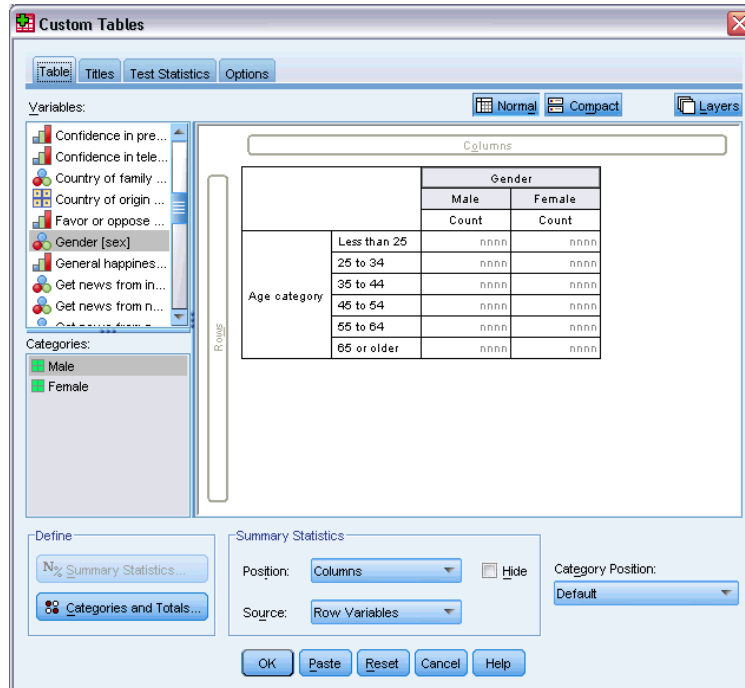 Custom Tables
Table Titles Test Statistics Options
Variables:
Normal Compact Layers
Confidence in pre...
Confidence in tele...
Country of family ...
Country of origin ...
Favor or oppose ...
Gender [sex]
General happines...
Get news from in...
Get news from n...
Categories:
Male
Female
Columns
Rows
Gender
Male Female
Count Count
Age category
Less than 25 nnnn nnnn
25 to 34 nnnn nnnn
35 to 44 nnnn nnnn
45 to 54 nnnn nnnn
55 to 64 nnnn nnnn
65 or older nnnn nnnn
Define
N% Summary Statistics...
Categories and Totals...
Summary Statistics
Position: Columns Hide
Source: Row Variables
Category Position:
Default
OK Paste Reset Cancel Help